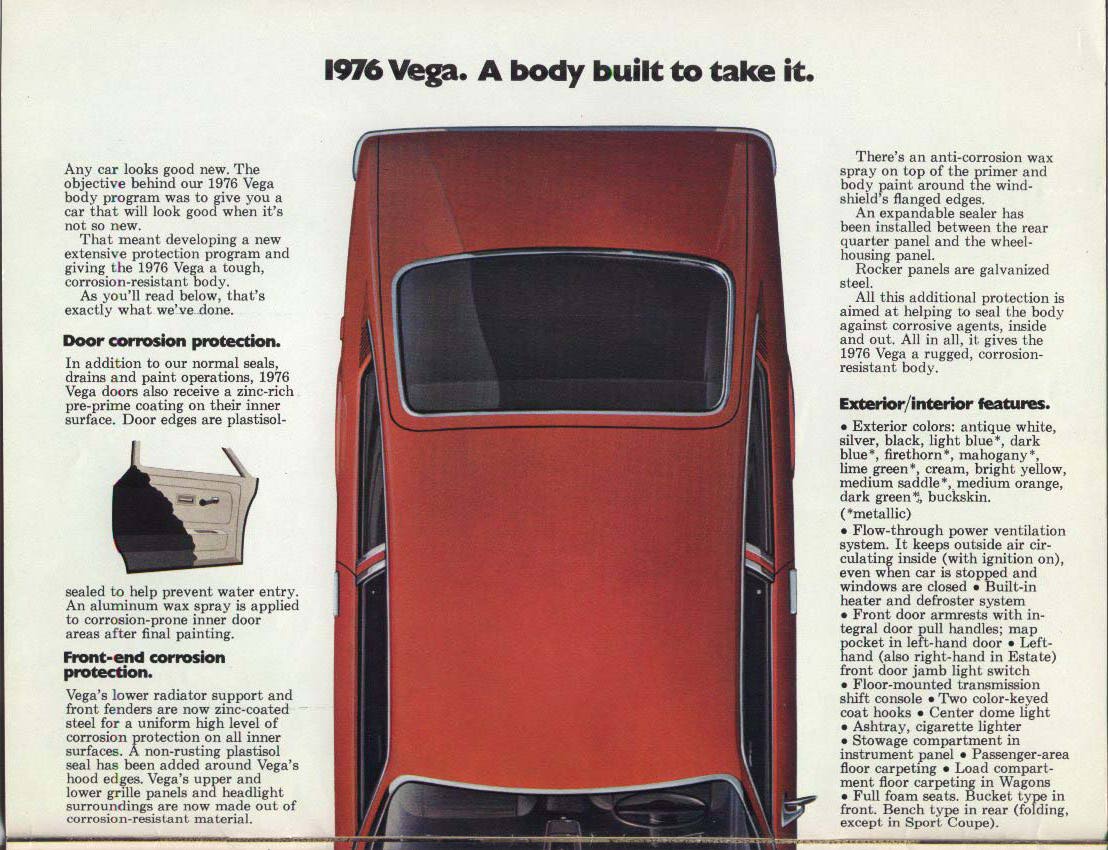 1976 Vega. A body built to take it.
Any car looks good new. The
objective behind our 1976 Vega
body program was to give you a
car that will look good when it's
not so new.
That meant developing a new
extensive protection program and
giving the 1976 Vega a tough,
corrosion-resistant body.
As you'll read below, that's
exactly what we've done.
Door corrosion protection.
In addition to our normal seals,
drains and paint operations, 1976
Vega doors also receive a zinc-rich
pre-prime coating on their inner
surface. Door edges are plastisol-
sealed to help prevent water entry.
An aluminum wax spray is applied
to corrosion-prone inner door
areas after final painting.
Front-end corrosion
protection.
Vega's lower radiator support and
front fenders are now zinc-coated
steel for a uniform high level of
corrosion protection on all inner
surfaces. A non-rusting plastisol
seal has been added around Vega's
hood edges. Vega's upper and
lower grille panels and headlight
surroundings are now made out of
corrosion-resistant material.
There's an anti-corrosion wax
spray on top of the primer and
body paint around the wind-
shield's flanged edges.
An expandable sealer has
been installed between the rear
quarter panel and the wheel-
housing panel.
Rocker panels are galvanized
steel.
All this additional protection is
aimed at helping to seal the body
against corrosive agents, inside
and out. All in all, it gives the
1976 Vega a rugged, corrosion-
resistant body.
Exterior/interior features.
• Exterior colors: antique white,
silver, black, light blue*, dark
blue*, firethorn*, mahogany*,
lime green*, cream, bright yellow,
medium saddle*, medium orange,
dark green*, buckskin.
(*metallic)
• Flow-through power ventilation
system. It keeps outside air cir-
culating inside (with ignition on),
even when car is stopped and
windows are closed • Built-in
heater and defroster system
• Front door armrests with in-
tegral door pull handles; map
pocket in left-hand door • Left-
hand (also right-hand in Estate)
front door jamb light switch
• Floor-mounted transmission
shift console • Two color-keyed
coat hooks • Center dome light
• Ashtray, cigarette lighter
• Stowage compartment in
instrument panel • Passenger-area
floor carpeting • Load compart-
ment floor carpeting in Wagons
• Full foam seats. Bucket type in
front. Bench type in rear (folding,
except in Sport Coupe).